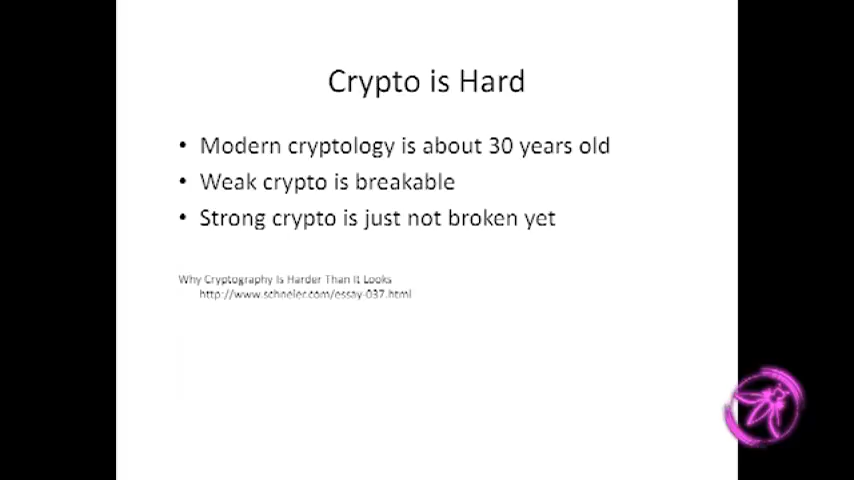 Crypto is Hard
• Modern cryptology is about 30 years old
• Weak crypto is breakable
• Strong crypto is just not broken yet
Why Cryptography Is Harder Than It Looks
http://www.schneier.com/essay-037.html